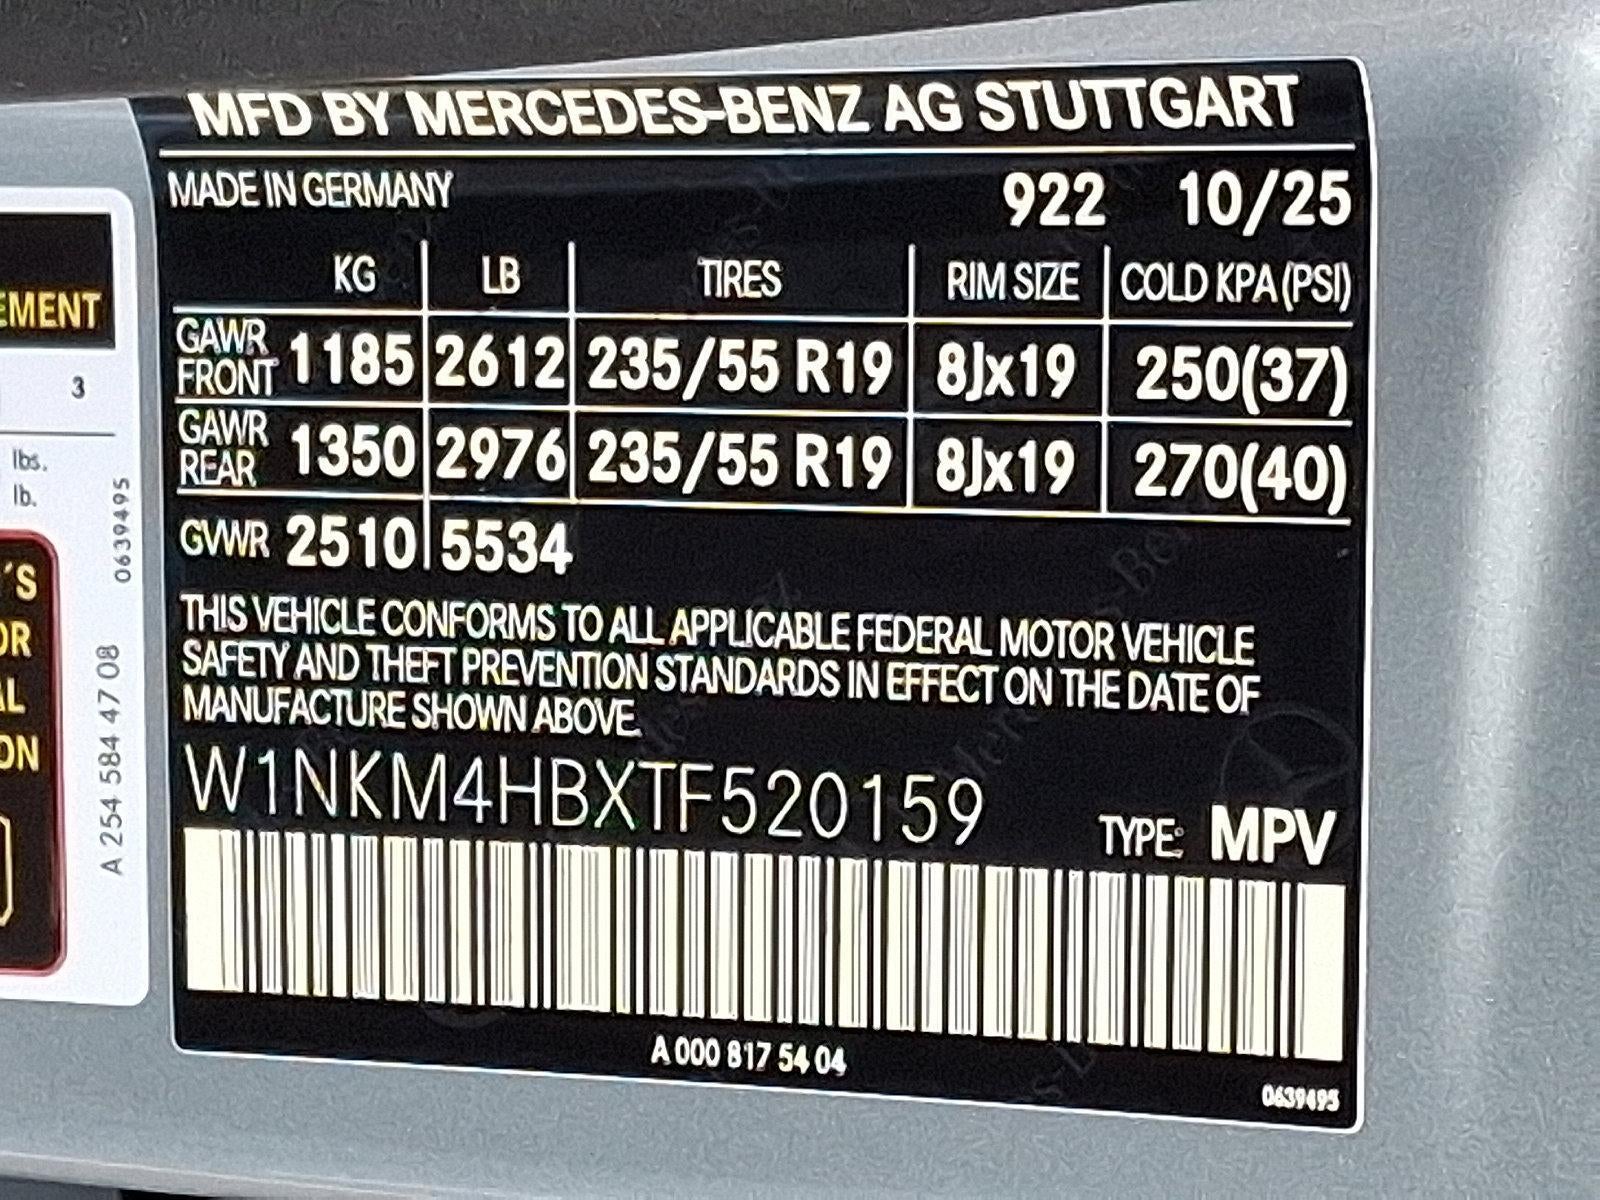 MFD BY MERCEDES-BENZ AG STUTTGART
MADE IN GERMANY 922 10/25
KG LB TIRES RIM SIZE COLD KPA (PSI)
GAWR FRONT 1185 2612 235/55 R19 8Jx19 250(37)
GAWR REAR 1350 2976 235/55 R19 8Jx19 270(40)
GVWR 2510 5534
THIS VEHICLE CONFORMS TO ALL APPLICABLE FEDERAL MOTOR VEHICLE
SAFETY AND THEFT PREVENTION STANDARDS IN EFFECT ON THE DATE OF
MANUFACTURE SHOWN ABOVE.
W1NKM4HBXTF520159
TYPE: MPV
A 000 817 54 04
0639495
EMENT
3
lbs.
lb.
'S
OR
AL
ON
0639495
A 254 584 47 08